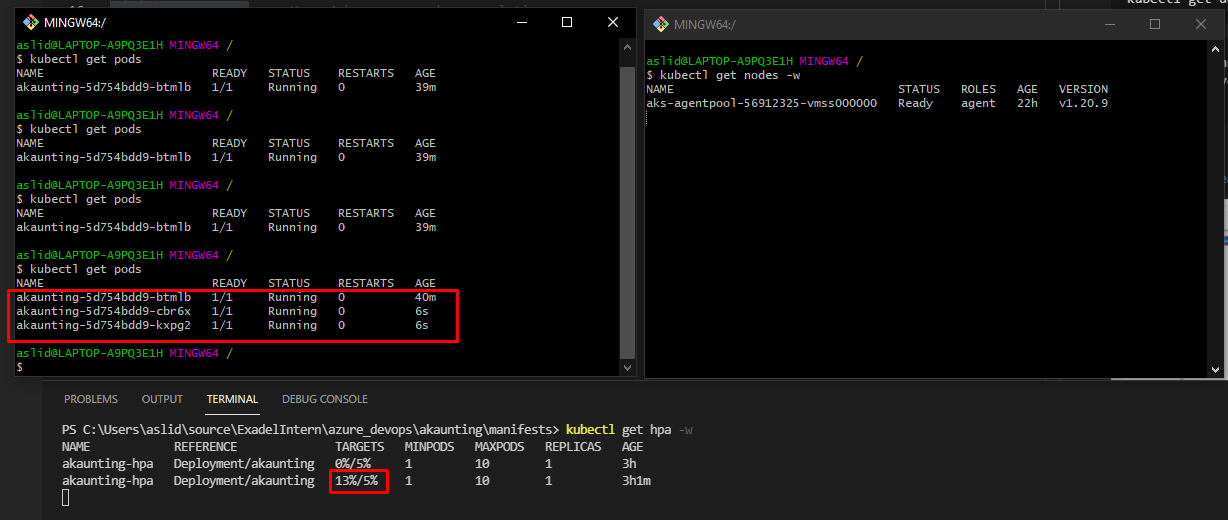 MINGW64:/
aslid@LAPTOP-A9PQ3E1H MINGW64 /
$ kubectl get pods
NAME READY STATUS RESTARTS AGE
akaunting-5d754bdd9-btmlb 1/1 Running 0 39m
aslid@LAPTOP-A9PQ3E1H MINGW64 /
$ kubectl get pods
NAME READY STATUS RESTARTS AGE
akaunting-5d754bdd9-btmlb 1/1 Running 0 39m
aslid@LAPTOP-A9PQ3E1H MINGW64 /
$ kubectl get pods
NAME READY STATUS RESTARTS AGE
akaunting-5d754bdd9-btmlb 1/1 Running 0 39m
aslid@LAPTOP-A9PQ3E1H MINGW64 /
$ kubectl get pods
NAME READY STATUS RESTARTS AGE
akaunting-5d754bdd9-btmlb 1/1 Running 0 40m
akaunting-5d754bdd9-cbr6x 1/1 Running 0 6s
akaunting-5d754bdd9-kxpg2 1/1 Running 0 6s
aslid@LAPTOP-A9PQ3E1H MINGW64 /
$
MINGW64:/
aslid@LAPTOP-A9PQ3E1H MINGW64 /
$ kubectl get nodes -w
NAME STATUS ROLES AGE VERSION
aks-agentpool-56912325-vmss000000 Ready agent 22h v1.20.9
PROBLEMS OUTPUT TERMINAL DEBUG CONSOLE
PS C:\Users\aslid\source\ExadelIntern\azure_devops\akaunting\manifests> kubectl get hpa -w
NAME REFERENCE TARGETS MINPODS MAXPODS REPLICAS AGE
akaunting-hpa Deployment/akaunting 0%/5% 1 10 1 3h
akaunting-hpa Deployment/akaunting 13%/5% 1 10 1 3h1m